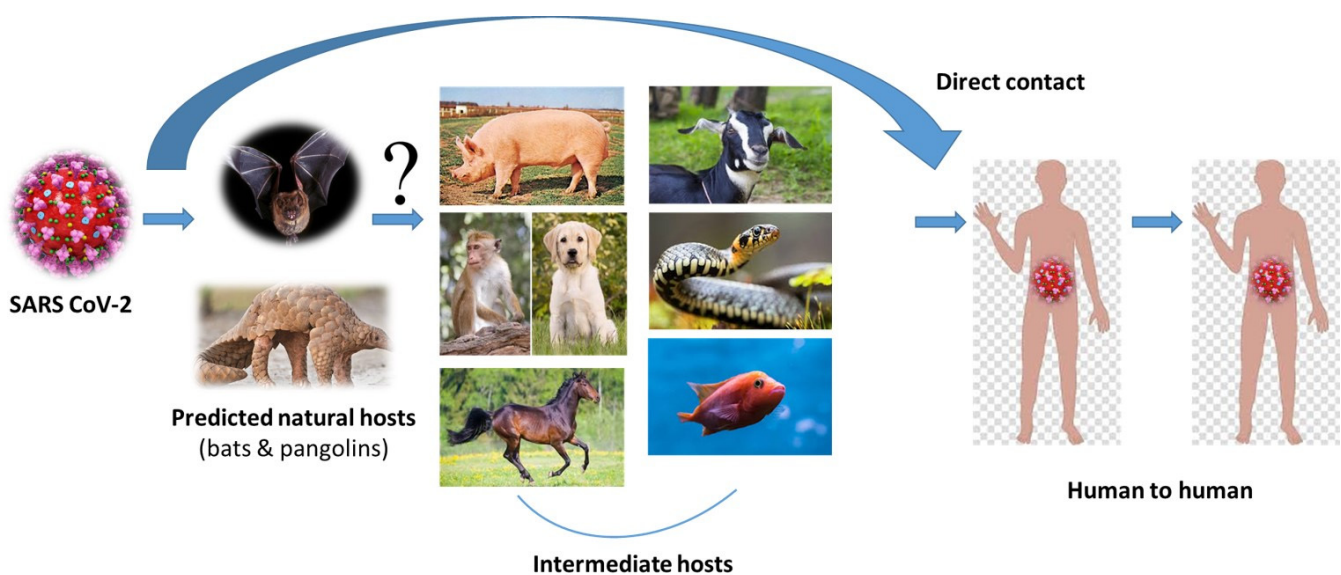 Direct contact
?
SARS CoV-2
Predicted natural hosts
(bats & pangolins)
Human to human
Intermediate hosts